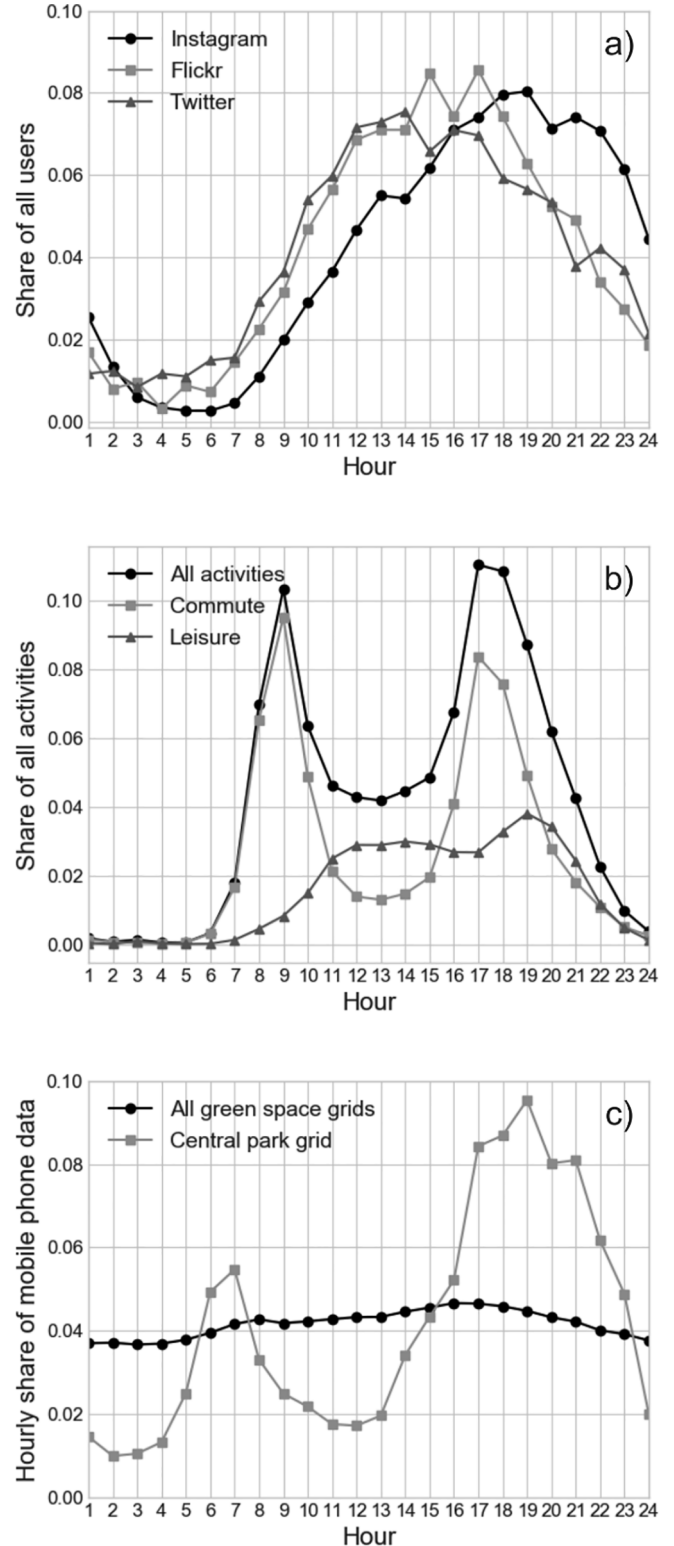 0.10
0.08
0.06
0.04
0.02
0.00
Share of all users
Instagram
Flickr
Twitter
a)
1 2 3 4 5 6 7 8 9 10 11 12 13 14 15 16 17 18 19 20 21 22 23 24
Hour
0.10
0.08
0.06
0.04
0.02
0.00
Share of all activities
All activities
Commute
Leisure
b)
1 2 3 4 5 6 7 8 9 10 11 12 13 14 15 16 17 18 19 20 21 22 23 24
Hour
0.10
0.08
0.06
0.04
0.02
0.00
Hourly share of mobile phone data
All green space grids
Central park grid
c)
1 2 3 4 5 6 7 8 9 10 11 12 13 14 15 16 17 18 19 20 21 22 23 24
Hour